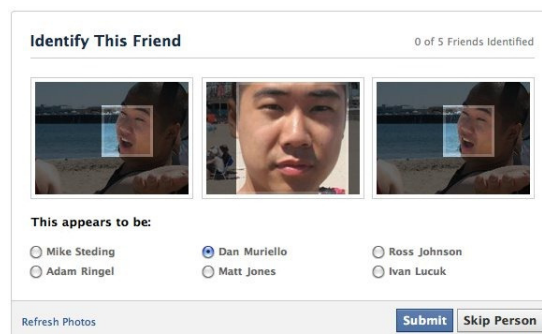 Identify This Friend 0 of 5 Friends Identified
This appears to be:
Mike Steding Dan Muriello Ross Johnson
Adam Ringel Matt Jones Ivan Lucuk
Refresh Photos Submit Skip Person